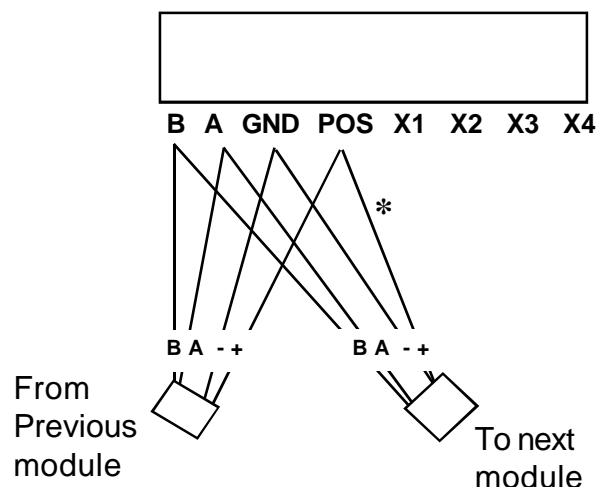 B A GND POS X1 X2 X3 X4
*
B A - +
B A - +
From
Previous
module
To next
module